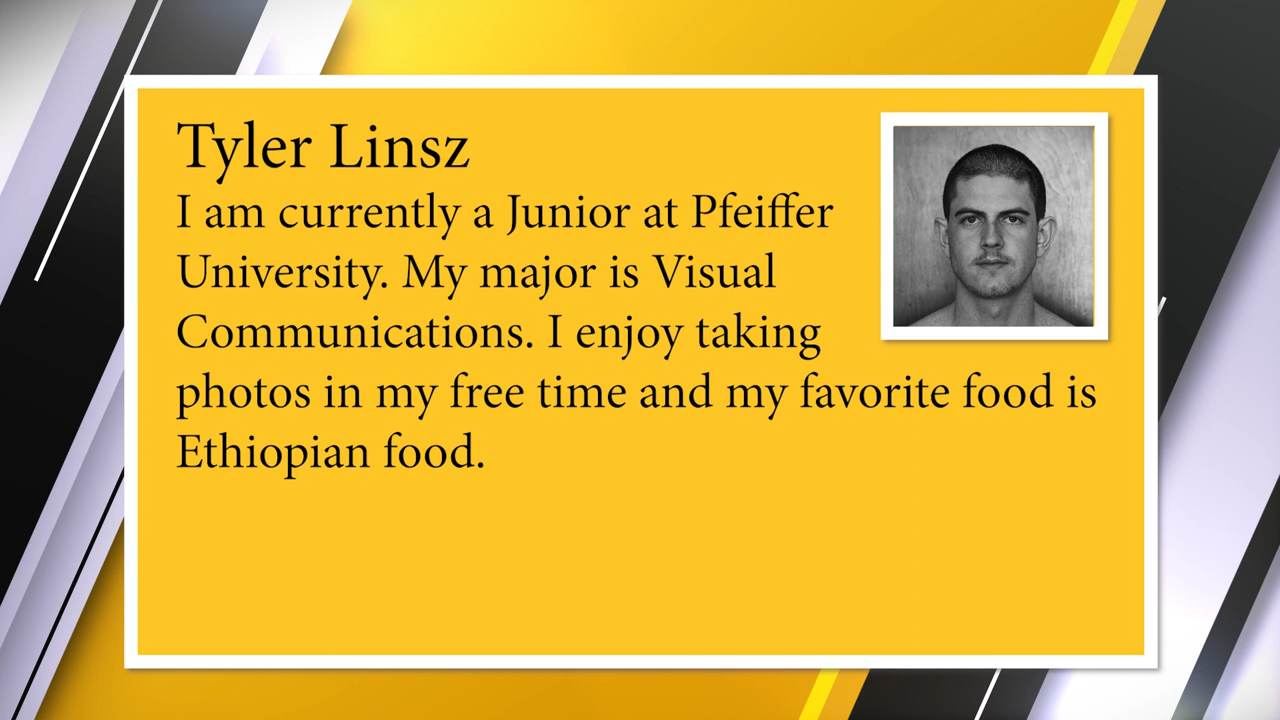 Tyler Linsz
I am currently a Junior at Pfeiffer
University. My major is Visual
Communications. I enjoy taking
photos in my free time and my favorite food is
Ethiopian food.